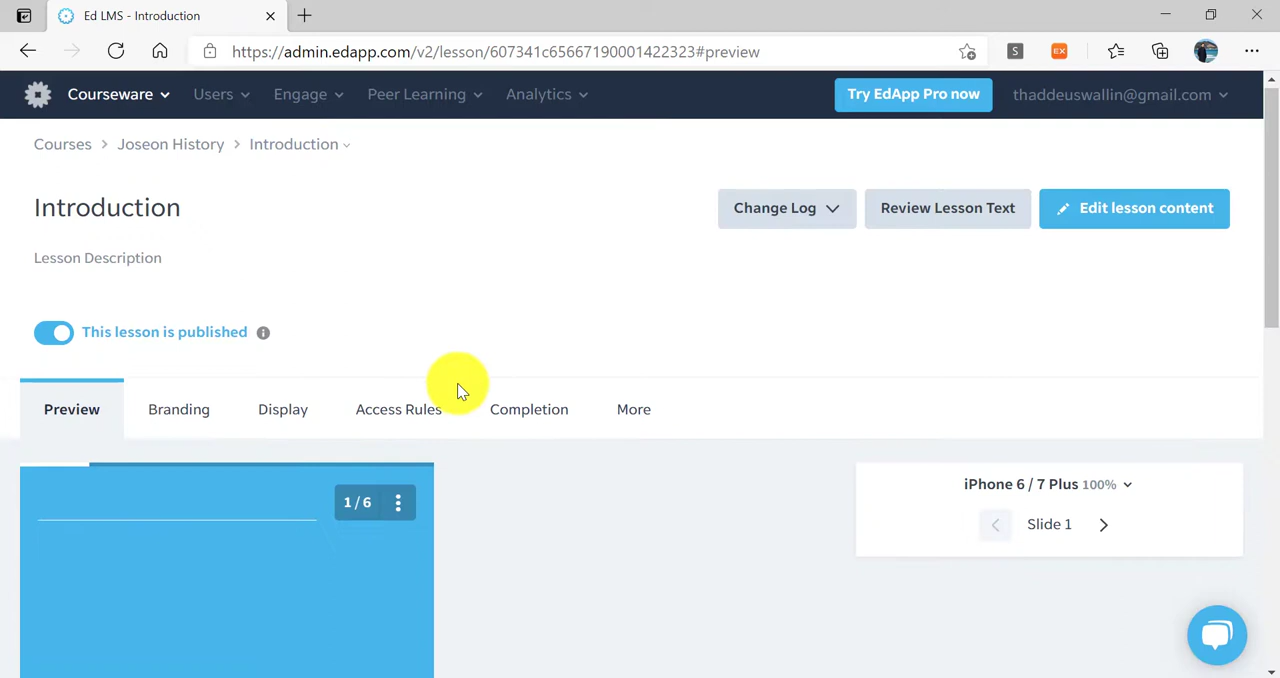 Ed LMS - Introduction
https://admin.edapp.com/v2/lesson/607341c65667190001422323#preview
S
EX
Courseware
Users
Engage
Peer Learning
Analytics
Try EdApp Pro now
thaddeuswallin@gmail.com
Courses > Joseon History > Introduction
Introduction
Change Log
Review Lesson Text
Edit lesson content
Lesson Description
This lesson is published
Preview
Branding
Display
Access Rules
Completion
More
1 / 6
iPhone 6 / 7 Plus 100%
Slide 1